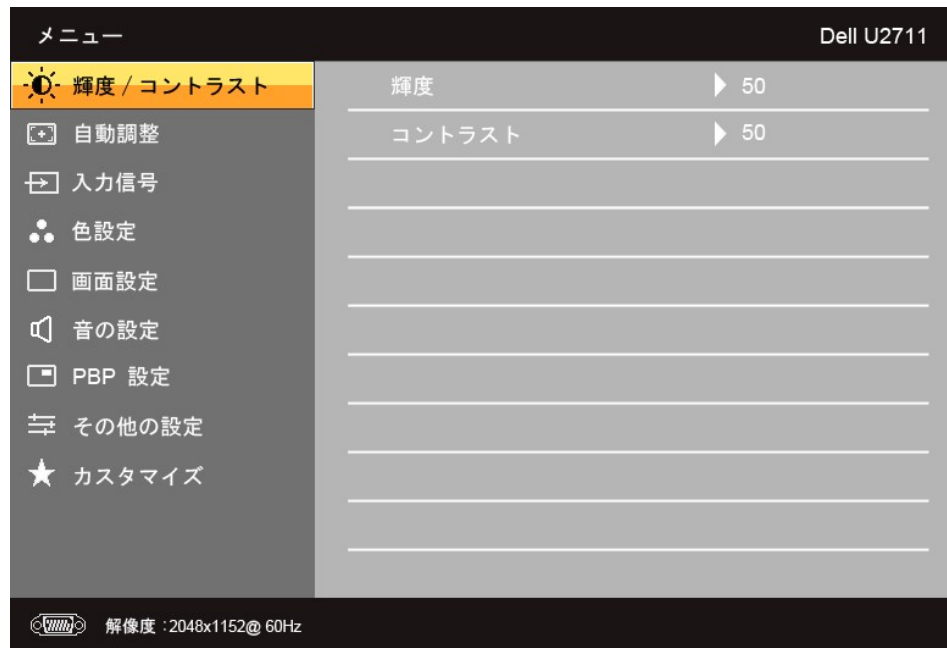 メニュー
Dell U2711
輝度 / コントラスト
輝度
50
自動調整
コントラスト
50
入力信号
色設定
画面設定
音の設定
PBP 設定
その他の設定
カスタマイズ
解像度 :2048x1152@ 60Hz